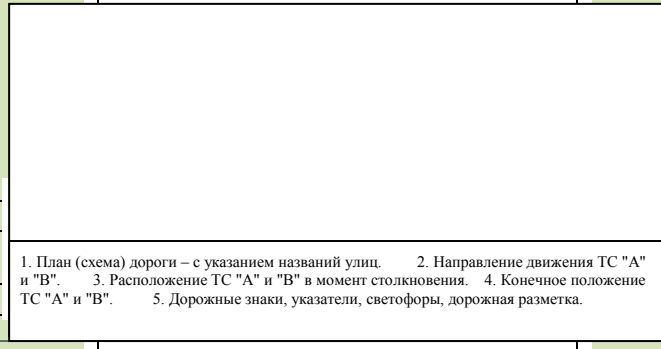 1. План (схема) дороги – с указанием названий улиц. 2. Направление движения ТС "А"
и "В". 3. Расположение ТС "А" и "В" в момент столкновения. 4. Конечное положение
ТС "А" и "В". 5. Дорожные знаки, указатели, светофоры, дорожная разметка.